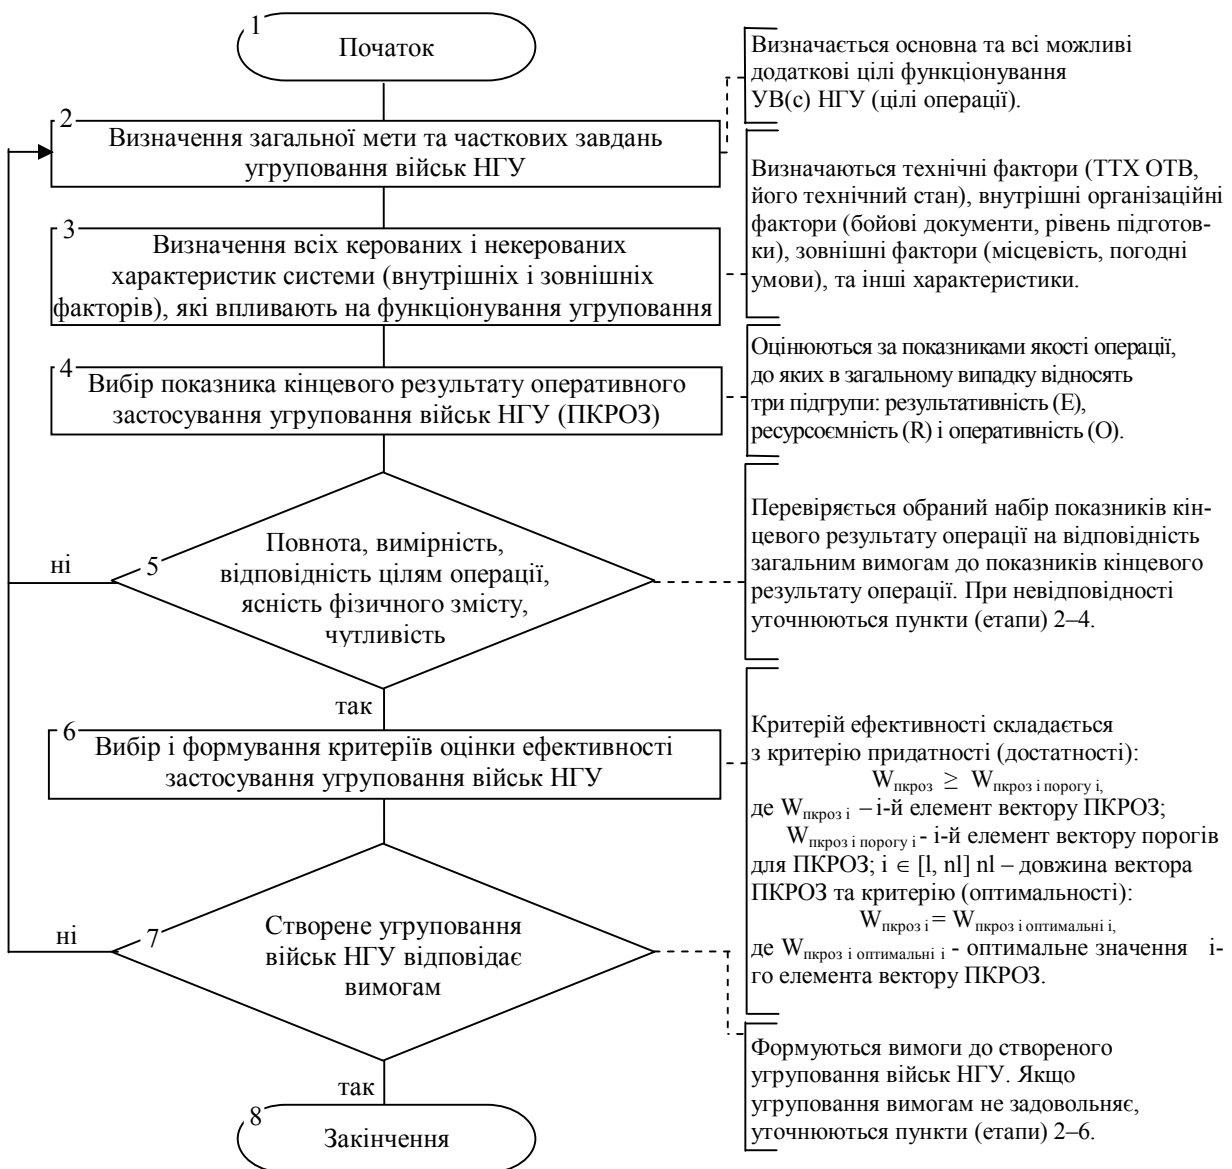 1
Початок
Визначається основна та всі можливі
додаткові цілі функціонування
УВ(с) НГУ (цілі операції).
2
Визначення загальної мети та часткових завдань
угруповання військ НГУ
Визначаються технічні фактори (ТТХ ОТВ,
його технічний стан), внутрішні організаційні
фактори (бойові документи, рівень підготов-
ки), зовнішні фактори (місцевість, погодні
умови), та інші характеристики.
3
Визначення всіх керованих і некерованих
характеристик системи (внутрішніх і зовнішніх
факторів), які впливають на функціонування угруповання
4
Вибір показника кінцевого результату оперативного
застосування угруповання військ НГУ (ПКРОЗ)
Оцінюються за показниками якості операції,
до яких в загальному випадку відносять
три підгрупи: результативність (Е),
ресурсоємність (R) і оперативність (О).
5
Повнота, вимірність,
відповідність цілям операції,
ясність фізичного змісту,
чутливість
ні
так
Перевіряється обраний набір показників кін-
цевого результату операції на відповідність
загальним вимогам до показників кінцевого
результату операції. При невідповідності
уточнюються пункти (етапи) 2–4.
6
Вибір і формування критеріїв оцінки ефективності
застосування угруповання військ НГУ
Критерій ефективності складається
з критерію придатності (достатності):
W пкроз ≥ W пкроз і порогу і,
де W пкроз і – і-й елемент вектору ПКРОЗ;
W пкроз і порогу і - і-й елемент вектору порогів
для ПКРОЗ; і ∈ [l, nl] nl – довжина вектора
ПКРОЗ та критерію (оптимальності):
W пкроз і = W пкроз і оптимальні і,
де W пкроз і оптимальні і - оптимальне значення і-
го елемента вектору ПКРОЗ.
7
Створене угруповання
військ НГУ відповідає
вимогам
ні
так
Формуються вимоги до створеного
угруповання військ НГУ. Якщо
угруповання вимогам не задовольняє,
уточнюються пункти (етапи) 2–6.
8
Закінчення